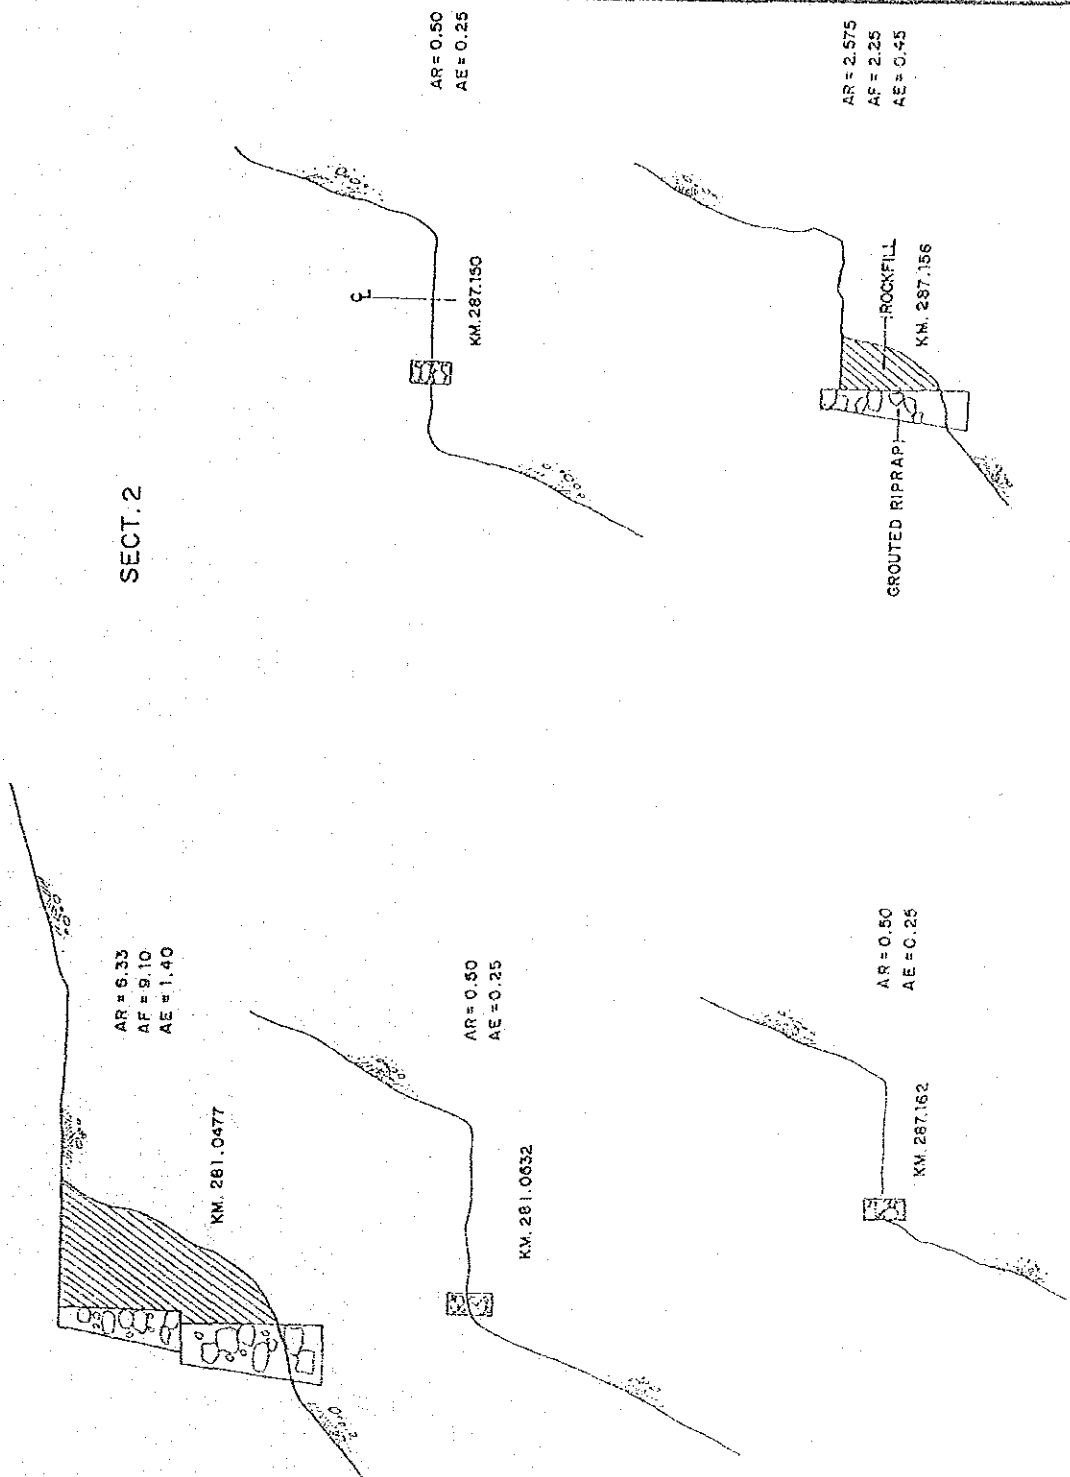 SECT. 2
AR = 6.33
AF = 9.10
AE = 1.40
KM. 281.0477
AR = 0.50
AE = 0.25
KM. 281.0632
AR = 0.50
AE = 0.25
KM. 287.162
AR = 0.50
AE = 0.25
CL
KM. 287.150
AR = 2.575
AF = 2.25
AE = 0.45
ROCKFILL
KM. 287.156
GROUTED RIPRAP